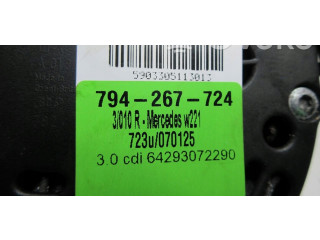 5903305113013
794-267-724
3/010 R - Mercedes w221
723u/070125
3.0 cdi 64293072290